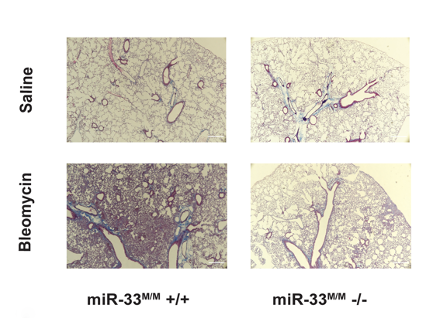 Saline
Bleomycin
miR-33M/M +/+
miR-33M/M -/-